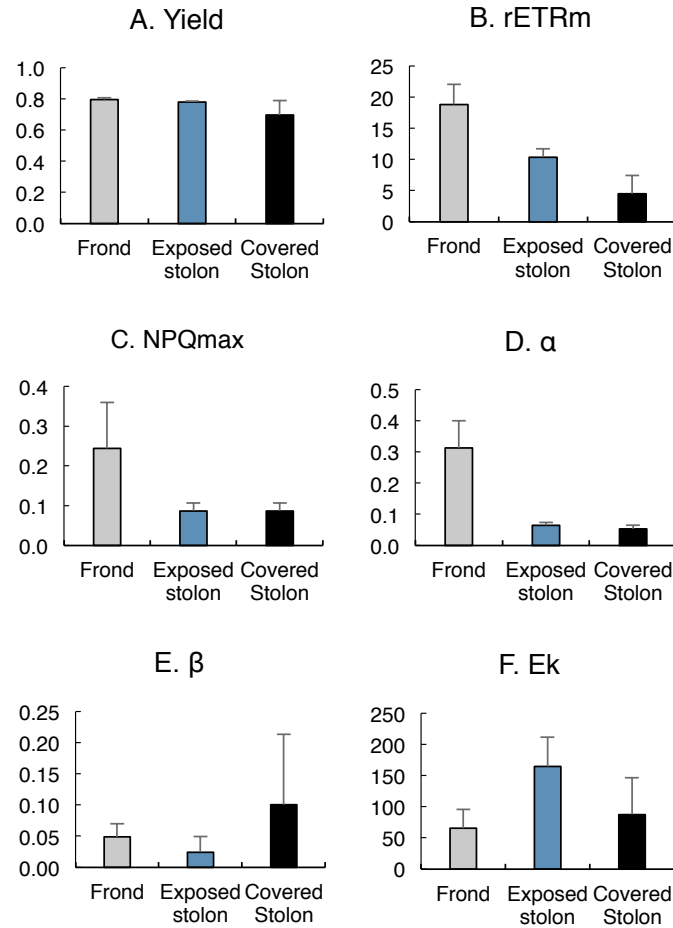 A. Yield
1.0
0.8
0.6
0.4
0.2
0.0
Frond
Exposed
stolon
Covered
Stolon
B. rETRm
25
20
15
10
5
0
Frond
Exposed
stolon
Covered
Stolon
C. NPQmax
0.4
0.3
0.2
0.1
0.0
Frond
Exposed
stolon
Covered
Stolon
D. α
0.5
0.4
0.3
0.2
0.1
0.0
Frond
Exposed
stolon
Covered
Stolon
E. β
0.25
0.20
0.15
0.10
0.05
0.00
Frond
Exposed
stolon
Covered
Stolon
F. Ek
250
200
150
100
50
0
Frond
Exposed
stolon
Covered
Stolon